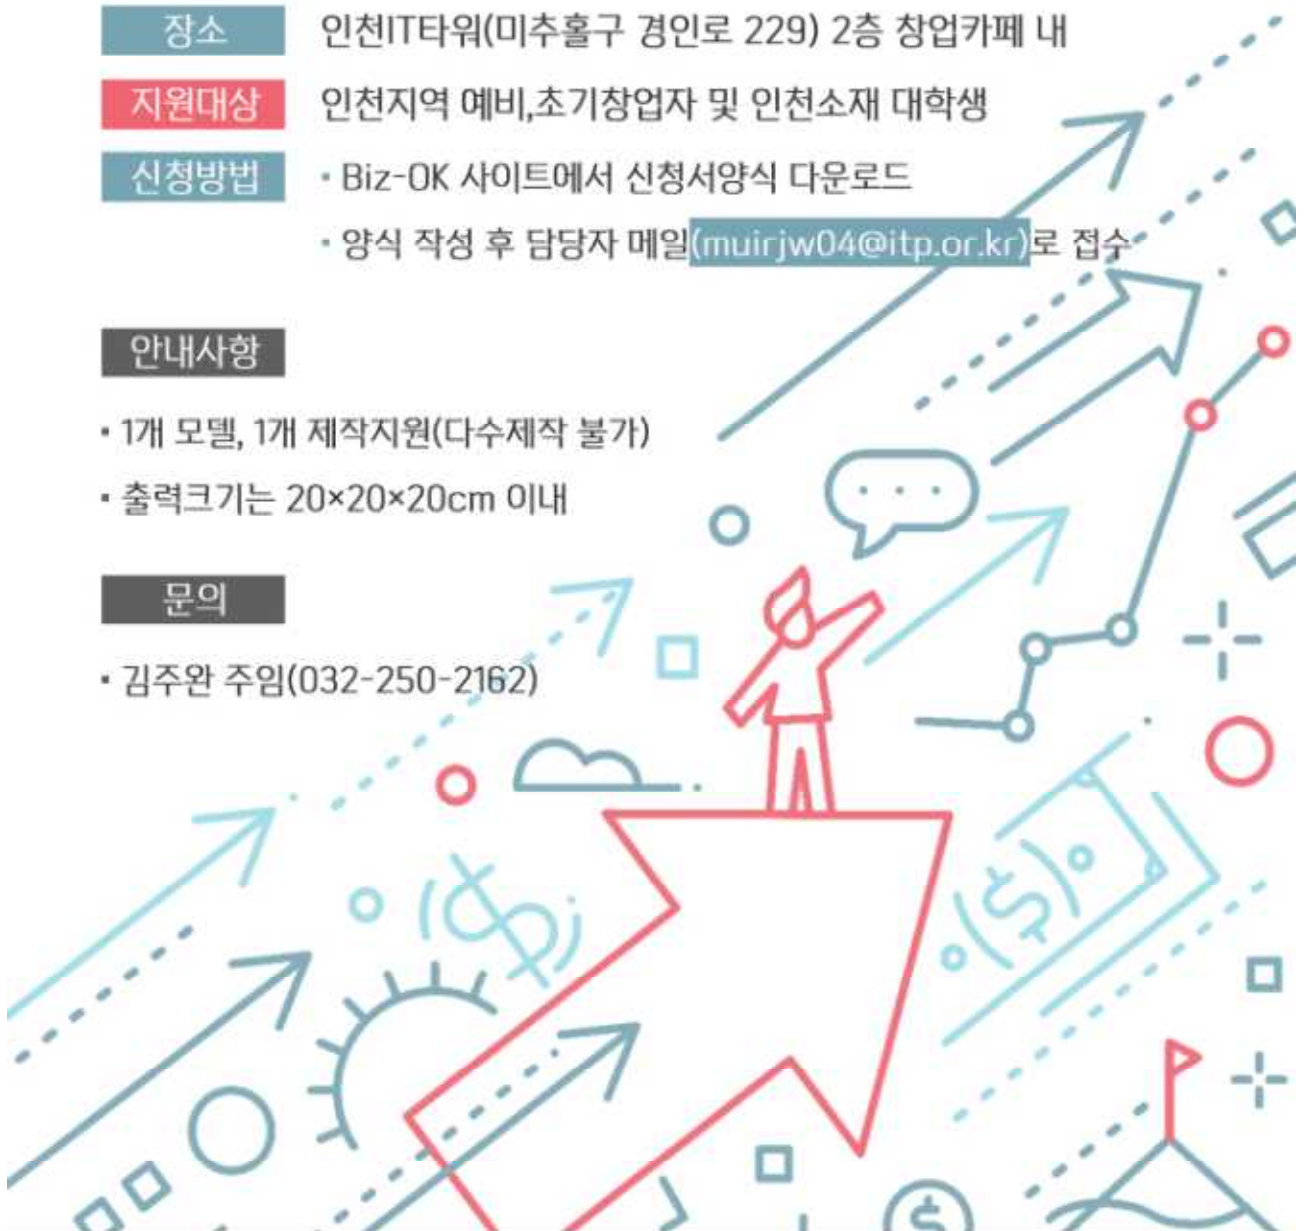 장소 인천IT타워(미추홀구 경인로 229) 2층 창업카페 내
지원대상 인천지역 예비,초기창업자 및 인천소재 대학생
신청방법 · Biz-OK 사이트에서 신청서양식 다운로드
· 양식 작성 후 담당자 메일(muirjw04@itp.or.kr)로 접수
안내사항
· 1개 모델, 1개 제작지원(다수제작 불가)
· 출력크기는 20×20×20cm 이내
문의
· 김주완 주임(032-250-2162)